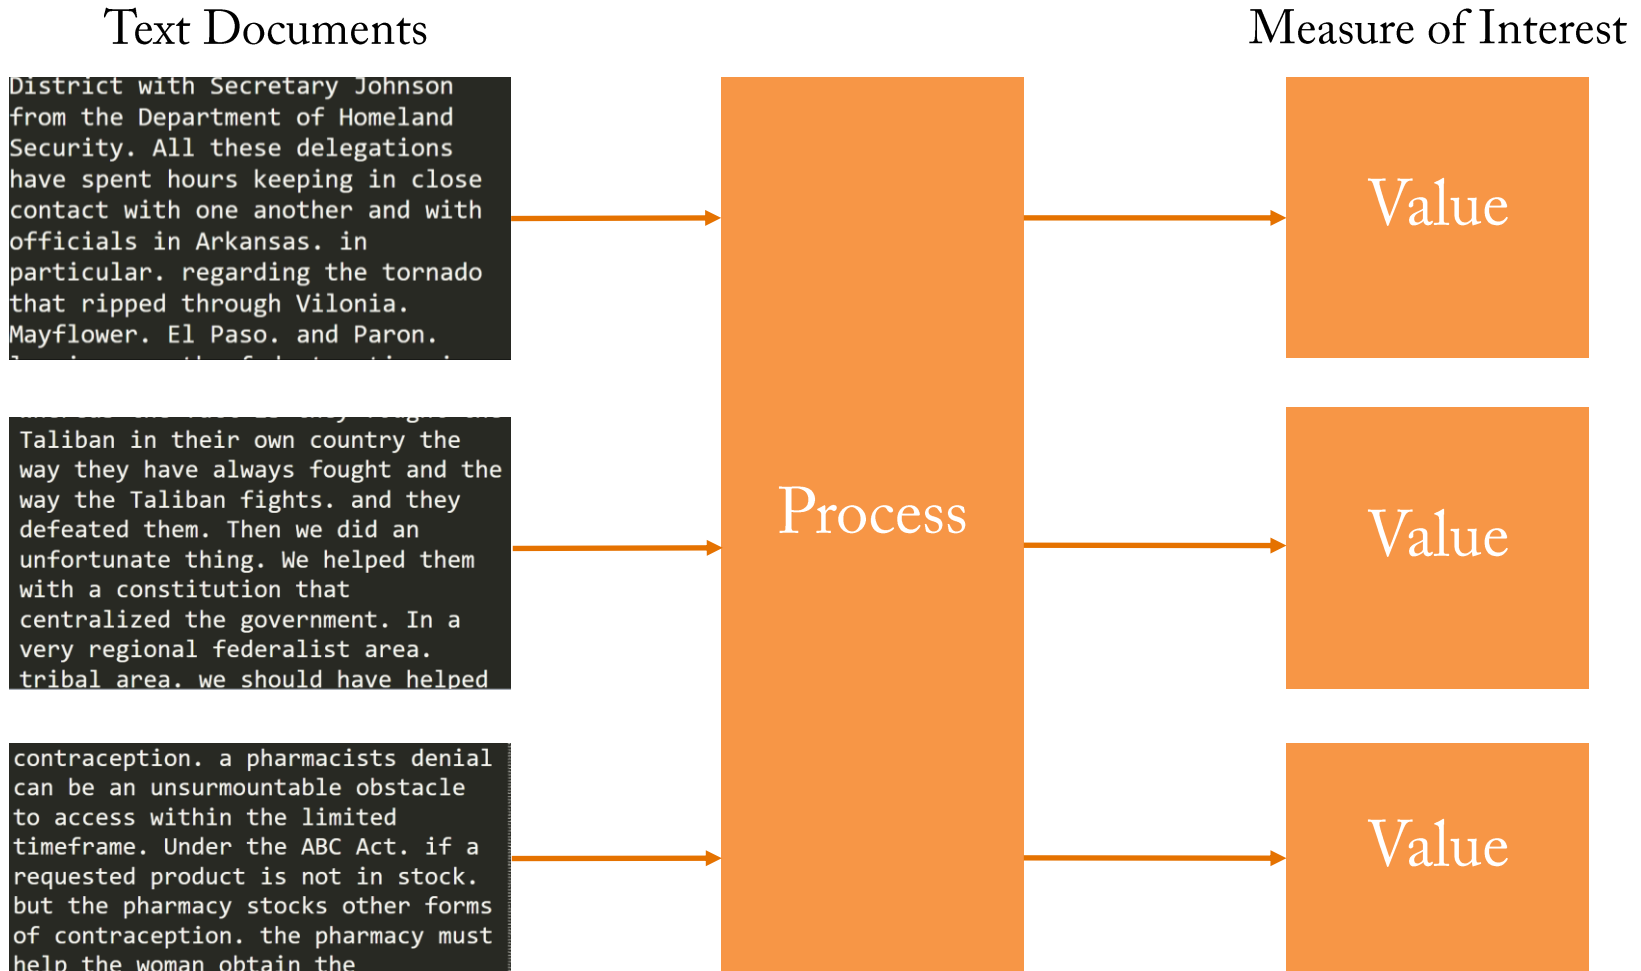 Text Documents
Measure of Interest
District with Secretary Johnson
from the Department of Homeland
Security. All these delegations
have spent hours keeping in close
contact with one another and with
officials in Arkansas. in
particular. regarding the tornado
that ripped through Vilonia.
Mayflower. El Paso. and Paron.
Taliban in their own country the
way they have always fought and the
way the Taliban fights. and they
defeated them. Then we did an
unfortunate thing. We helped them
with a constitution that
centralized the government. In a
very regional federalist area.
tribal area. we should have helped
contraception. a pharmacists denial
can be an unsurmountable obstacle
to access within the limited
timeframe. Under the ABC Act. if a
requested product is not in stock.
but the pharmacy stocks other forms
of contraception. the pharmacy must
help the woman obtain the
Process
Value
Value
Value